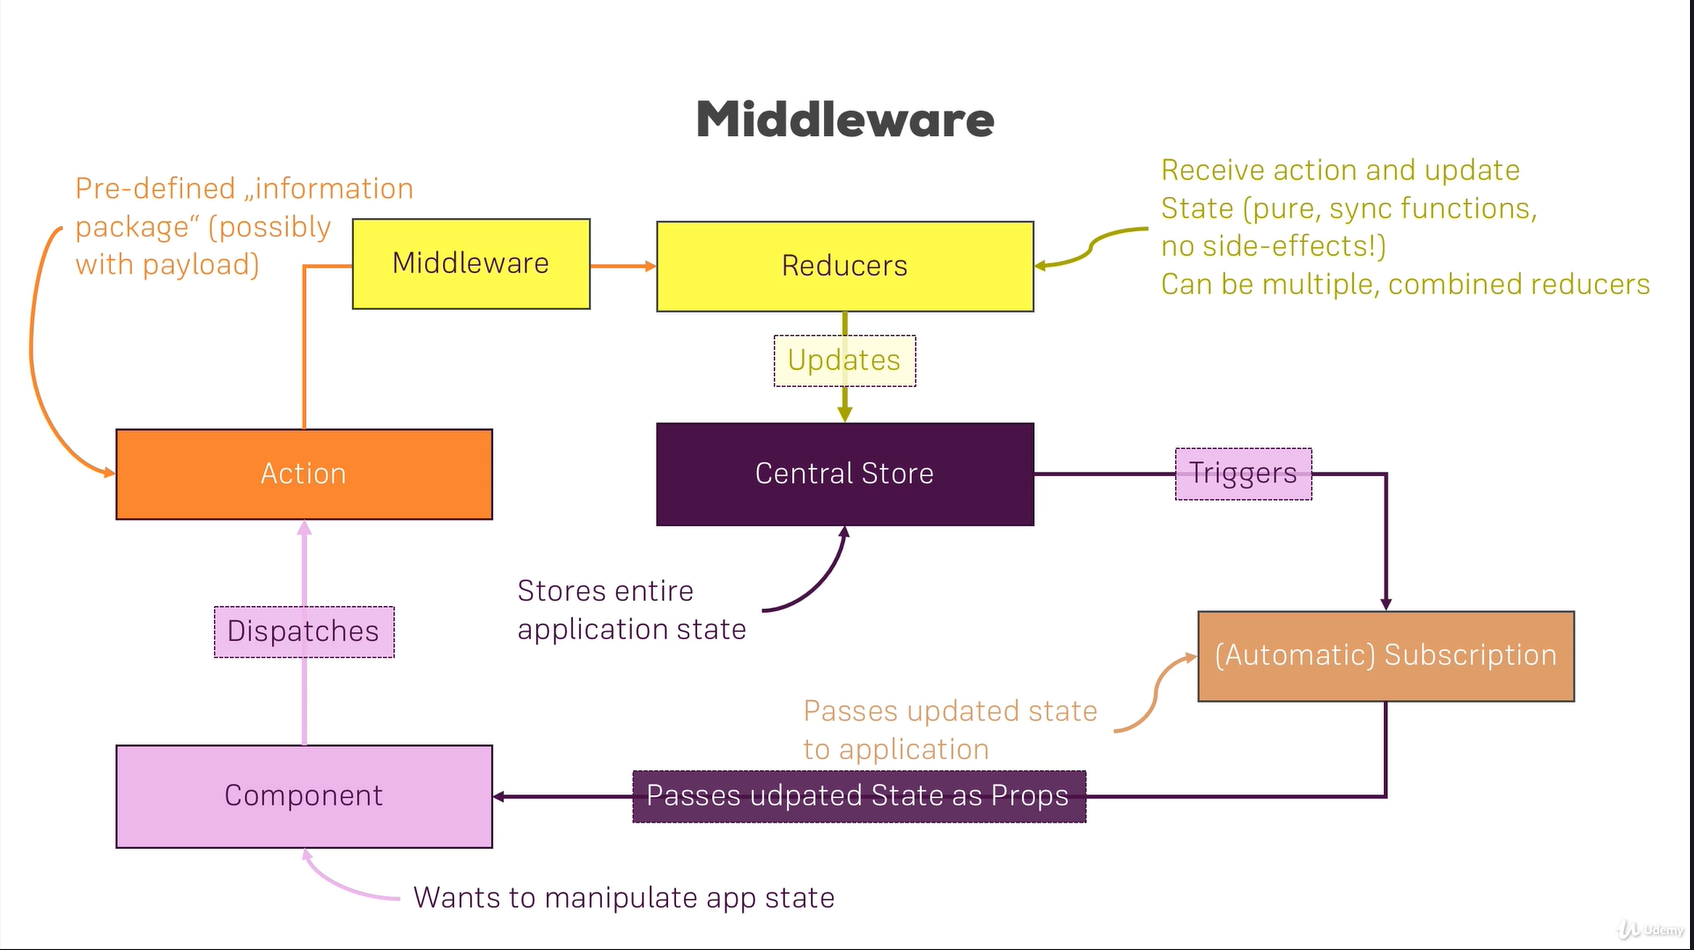 Middleware
Pre-defined „information
package“ (possibly
with payload)
Middleware
Reducers
Receive action and update
State (pure, sync functions,
no side-effects!)
Can be multiple, combined reducers
Updates
Action
Central Store
Triggers
Stores entire
application state
Dispatches
(Automatic) Subscription
Passes updated state
to application
Component
Passes udpated State as Props
Wants to manipulate app state
Udemy